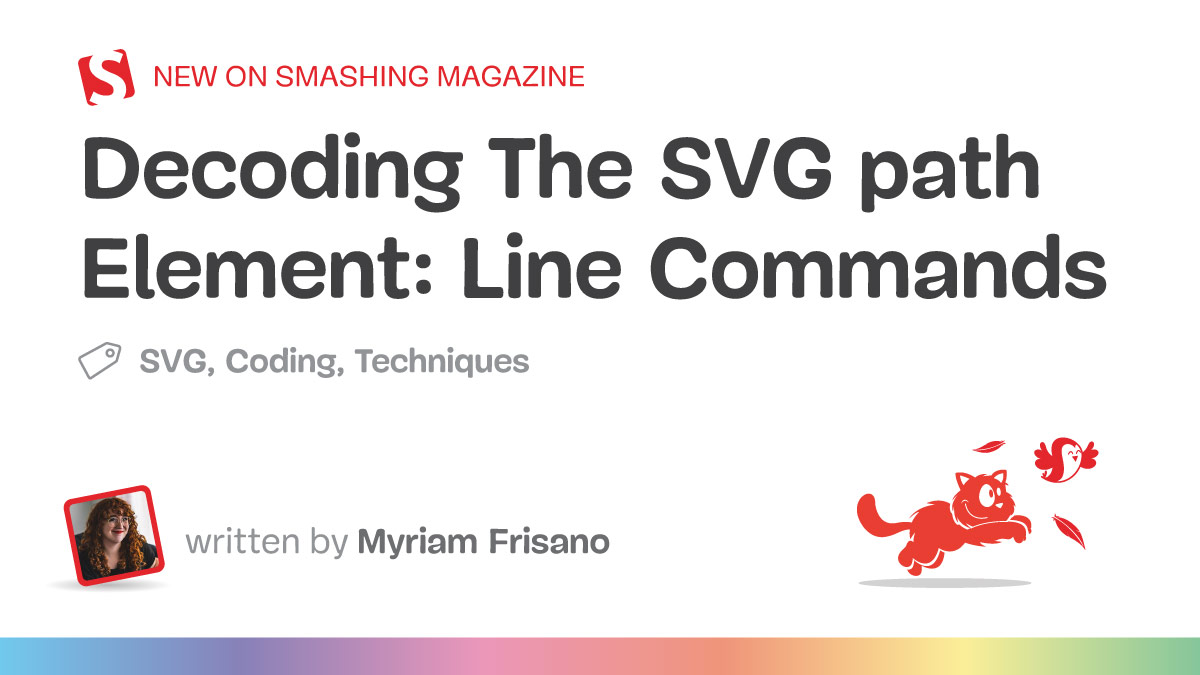 NEW ON SMASHING MAGAZINE
Decoding The SVG path
Element: Line Commands
SVG, Coding, Techniques
written by Myriam Frisano